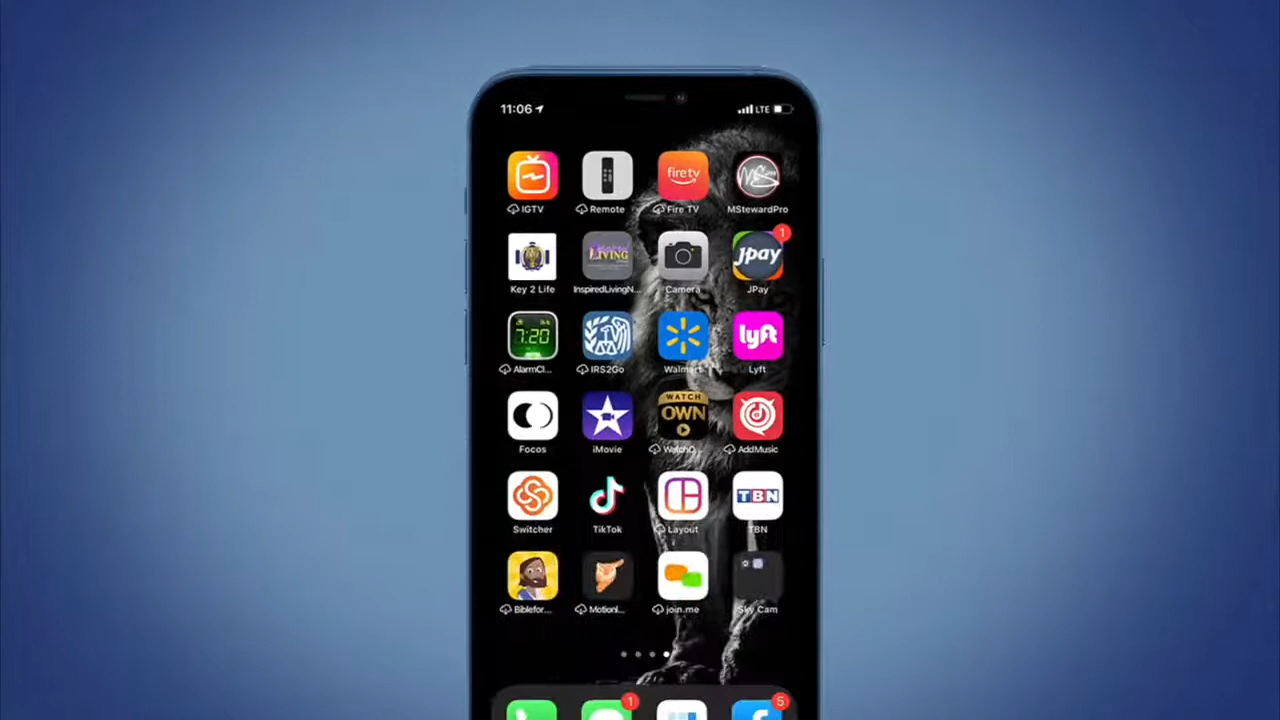 11:06 LTE
fire tv
MS
IGTV Remote Fire TV MStewardPro
LIVING Jpay 1
Key 2 Life InspiredLivingN... Camera JPay
7:20 lyft
AlarmCl... IRS2Go Walmart Lyft
WATCH
OWN
Focos iMovie WatchO... AddMusic
TBN
Switcher TikTok Layout TBN
Biblefor... MotionI... join.me Sky Cam
1 5